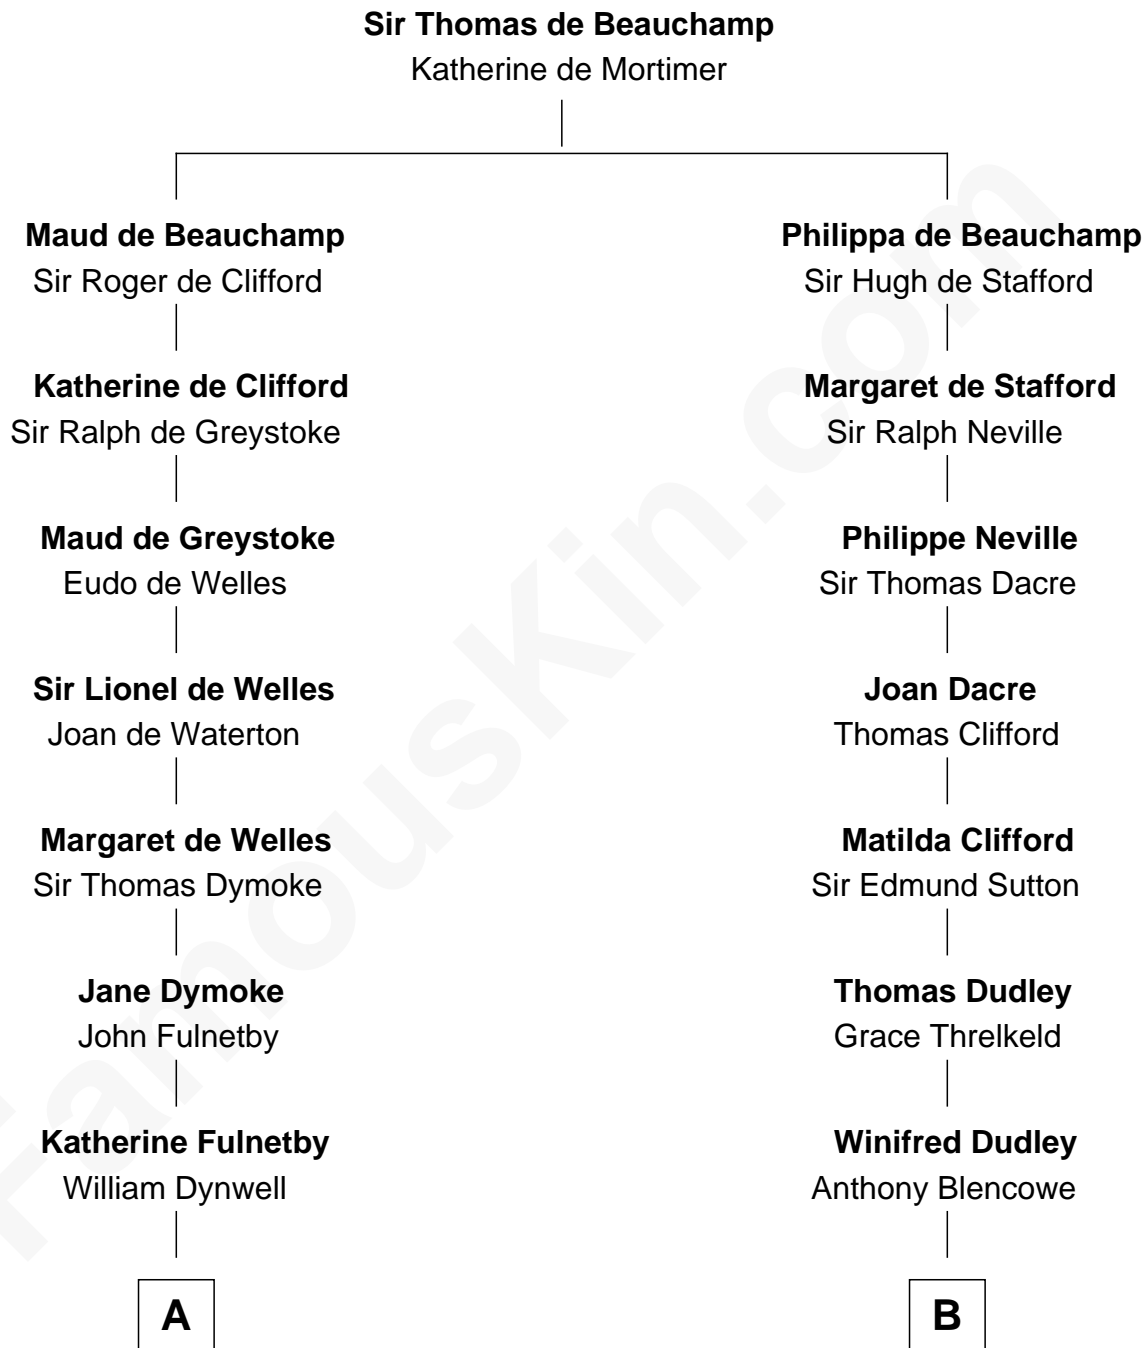 Sir Thomas de Beauchamp
Katherine de Mortimer
Maud de Beauchamp
Sir Roger de Clifford
Philippa de Beauchamp
Sir Hugh de Stafford
Katherine de Clifford
Sir Ralph de Greystoke
Margaret de Stafford
Sir Ralph Neville
Maud de Greystoke
Eudo de Welles
Philippe Neville
Sir Thomas Dacre
Sir Lionel de Welles
Joan de Waterton
Joan Dacre
Thomas Clifford
Margaret de Welles
Sir Thomas Dymoke
Matilda Clifford
Sir Edmund Sutton
Jane Dymoke
John Fulnetby
Thomas Dudley
Grace Threlkeld
Katherine Fulnetby
William Dynwell
Winifred Dudley
Anthony Blencowe
A
B
FamousKin.com